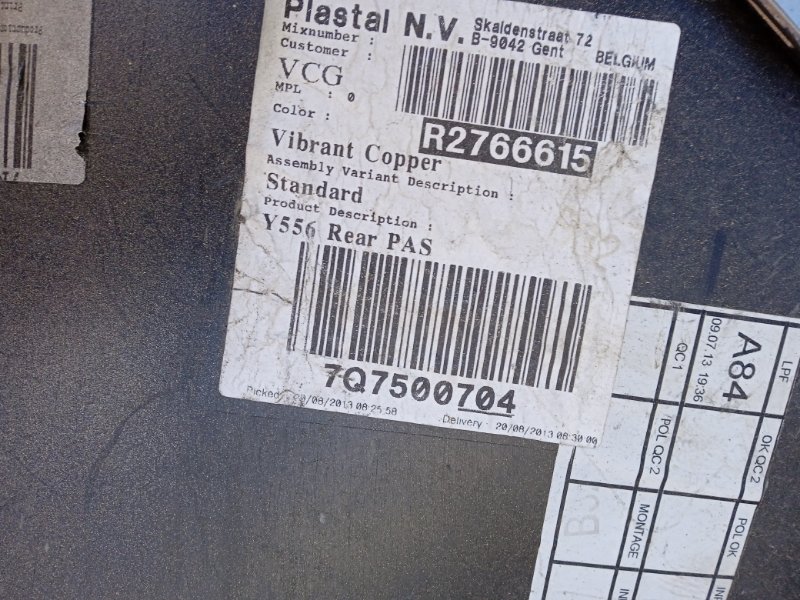 Plastal N.V.
Skaldenstraat 72
B-9042 Gent BELGIUM
Mixnumber :
Customer :
VCG
MPL : 0
Color :
R2766615
Vibrant Copper
Assembly Variant Description :
Standard
Product Description :
Y556 Rear PAS
7Q7500704
Picked 20/08/2013 08:25:58
Delivery 20/08/2013 08:30:00
LPF
A84
09.07.13 19:36
QC1
OK QC2
POL QC2
POL OK
MONTAGE